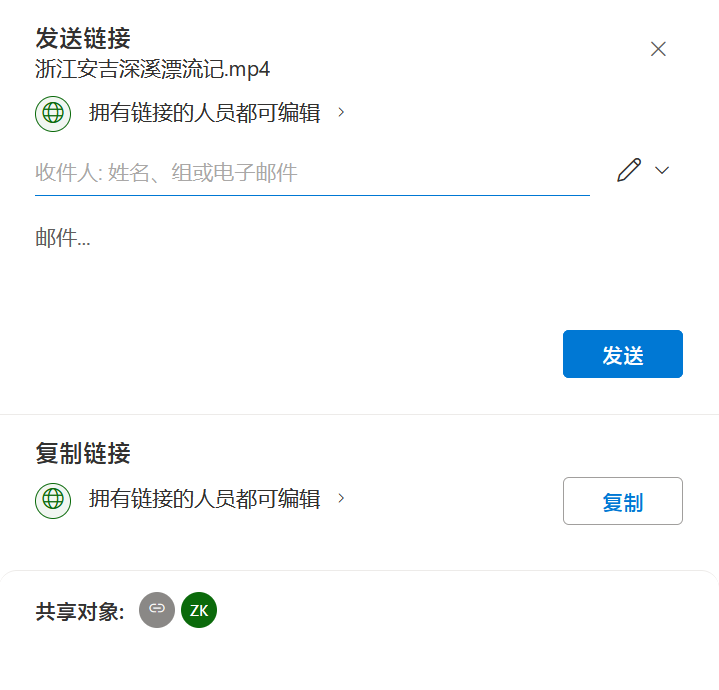 发送链接
浙江安吉深溪漂流记.mp4
拥有链接的人员都可编辑
收件人: 姓名、组或电子邮件
邮件...
发送
复制链接
拥有链接的人员都可编辑
复制
共享对象:
ZK